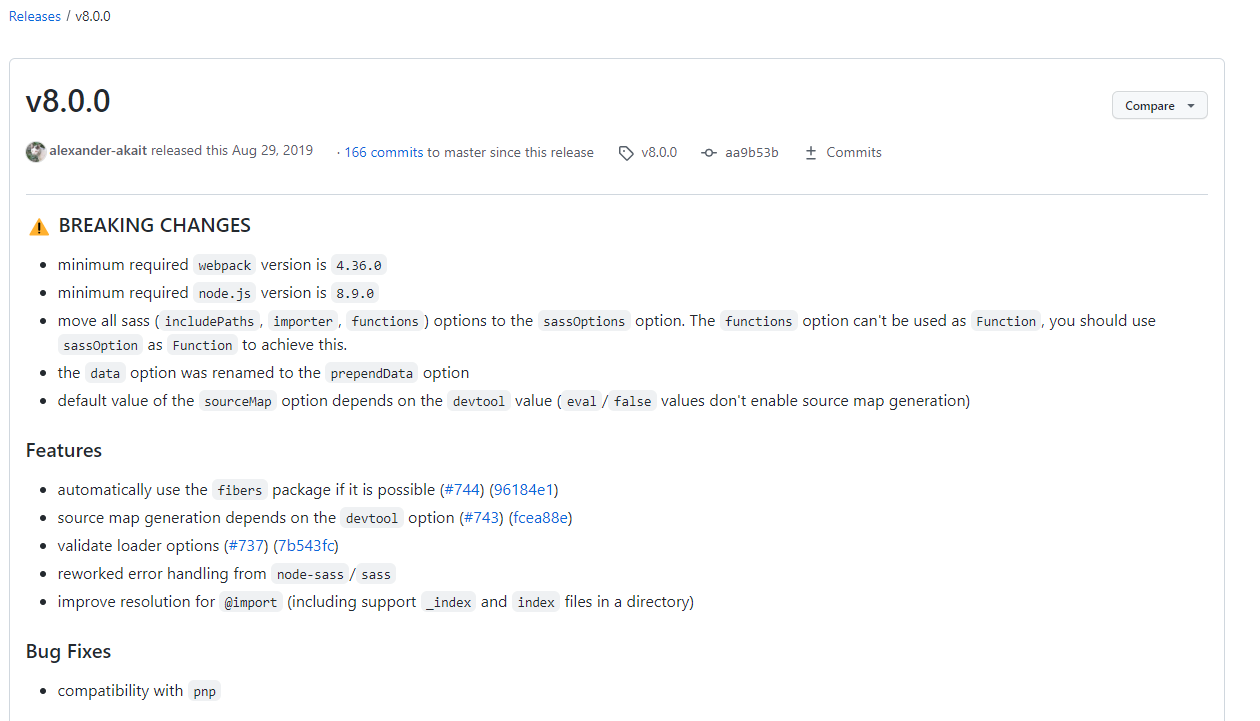 Releases / v8.0.0
v8.0.0
Compare
alexander-akait released this Aug 29, 2019 · 166 commits to master since this release v8.0.0 aa9b53b Commits
⚠ BREAKING CHANGES
• minimum required webpack version is 4.36.0
• minimum required node.js version is 8.9.0
• move all sass ( includePaths , importer , functions ) options to the sassOptions option. The functions option can't be used as Function , you should use
sassOption as Function to achieve this.
• the data option was renamed to the prependData option
• default value of the sourceMap option depends on the devtool value ( eval / false values don't enable source map generation)
Features
• automatically use the fibers package if it is possible (#744) (96184e1)
• source map generation depends on the devtool option (#743) (fcea88e)
• validate loader options (#737) (7b543fc)
• reworked error handling from node-sass / sass
• improve resolution for @import (including support _index and index files in a directory)
Bug Fixes
• compatibility with pnp